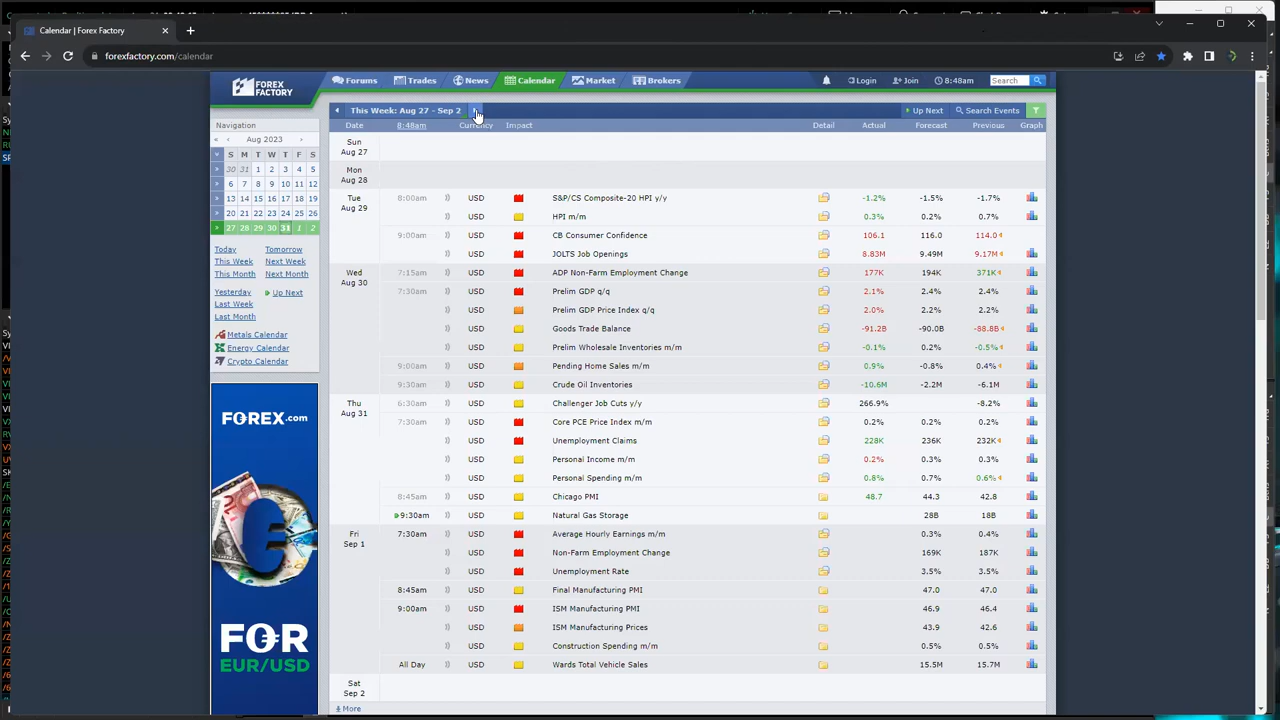 Calendar | Forex Factory
forexfactory.com/calendar
FOREX FACTORY
Forums Trades News Calendar Market Brokers Login Join 8:48am Search
This Week: Aug 27 - Sep 2 Up Next Search Events
Navigation
Aug 2023
S M T W T F S
30 31 1 2 3 4 5
6 7 8 9 10 11 12
13 14 15 16 17 18 19
20 21 22 23 24 25 26
27 28 29 30 31 1 2
Today Tomorrow
This Week Next Week
This Month Next Month
Yesterday Up Next
Last Week
Last Month
Metals Calendar
Energy Calendar
Crypto Calendar
FOREX.com
FOR
EUR/USD
Date 8:48am Currency Impact Detail Actual Forecast Previous Graph
Sun
Aug 27
Mon
Aug 28
Tue
Aug 29
8:00am USD S&P/CS Composite-20 HPI y/y -1.2% -1.5% -1.7%
USD HPI m/m 0.3% 0.2% 0.7%
9:00am USD CB Consumer Confidence 106.1 116.0 114.0
USD JOLTS Job Openings 8.83M 9.49M 9.17M
Wed
Aug 30
7:15am USD ADP Non-Farm Employment Change 177K 194K 371K
7:30am USD Prelim GDP q/q 2.1% 2.4% 2.4%
USD Prelim GDP Price Index q/q 2.0% 2.2% 2.2%
USD Goods Trade Balance -91.2B -90.0B -88.8B
USD Prelim Wholesale Inventories m/m -0.1% 0.2% -0.5%
9:00am USD Pending Home Sales m/m 0.9% -0.8% 0.4%
9:30am USD Crude Oil Inventories -10.6M -2.2M -6.1M
Thu
Aug 31
6:30am USD Challenger Job Cuts y/y 266.9% -8.2%
7:30am USD Core PCE Price Index m/m 0.2% 0.2% 0.2%
USD Unemployment Claims 228K 236K 232K
USD Personal Income m/m 0.2% 0.3% 0.3%
USD Personal Spending m/m 0.8% 0.7% 0.6%
8:45am USD Chicago PMI 48.7 44.3 42.8
9:30am USD Natural Gas Storage 28B 18B
Fri
Sep 1
7:30am USD Average Hourly Earnings m/m 0.3% 0.4%
USD Non-Farm Employment Change 169K 187K
USD Unemployment Rate 3.5% 3.5%
8:45am USD Final Manufacturing PMI 47.0 47.0
9:00am USD ISM Manufacturing PMI 46.9 46.4
USD ISM Manufacturing Prices 43.9 42.6
USD Construction Spending m/m 0.5% 0.5%
All Day USD Wards Total Vehicle Sales 15.5M 15.7M
Sat
Sep 2
More